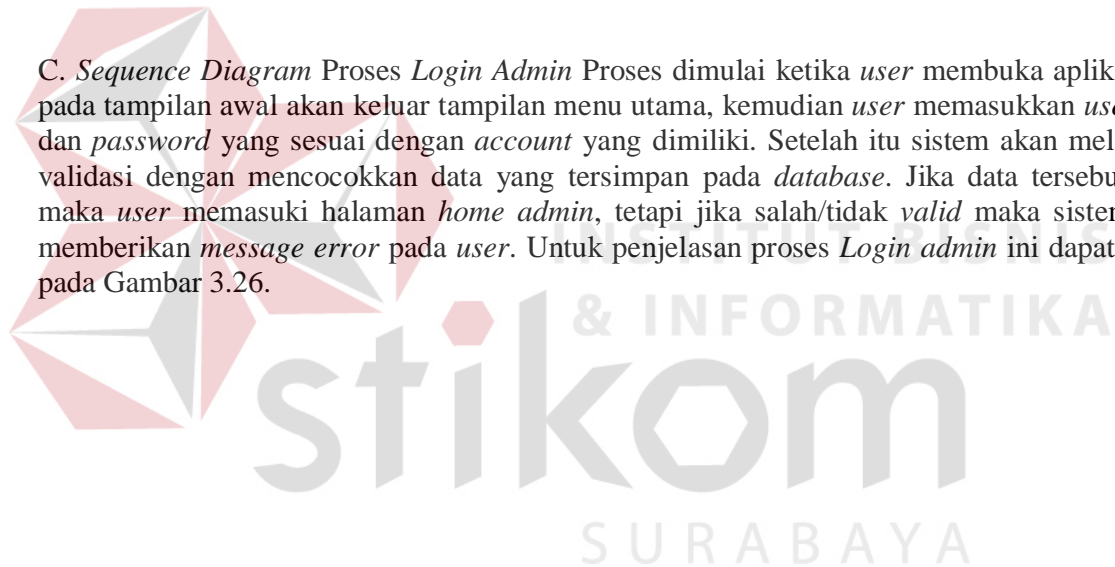 C. Sequence Diagram Proses Login Admin Proses dimulai ketika user membuka aplik
pada tampilan awal akan keluar tampilan menu utama, kemudian user memasukkan us
dan password yang sesuai dengan account yang dimiliki. Setelah itu sistem akan mel
validasi dengan mencocokkan data yang tersimpan pada database. Jika data tersebu
maka user memasuki halaman home admin, tetapi jika salah/tidak valid maka sister
memberikan message error pada user. Untuk penjelasan proses Login admin ini dapat
pada Gambar 3.26.
INSTITUT BISNIS
& INFORMATIKA
stikom
SURABAYA